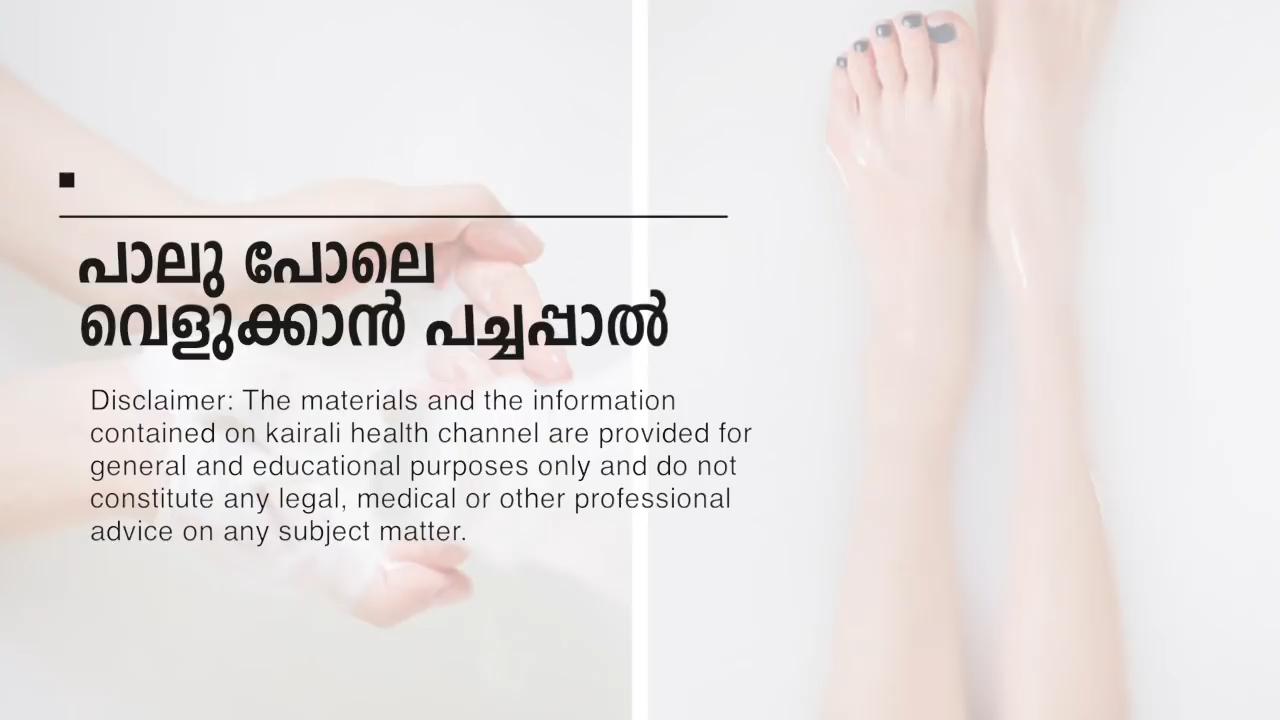 പാലു പോലെ
വെളുക്കാൻ പച്ചപ്പാൽ
Disclaimer: The materials and the information
contained on kairali health channel are provided for
general and educational purposes only and do not
constitute any legal, medical or other professional
advice on any subject matter.